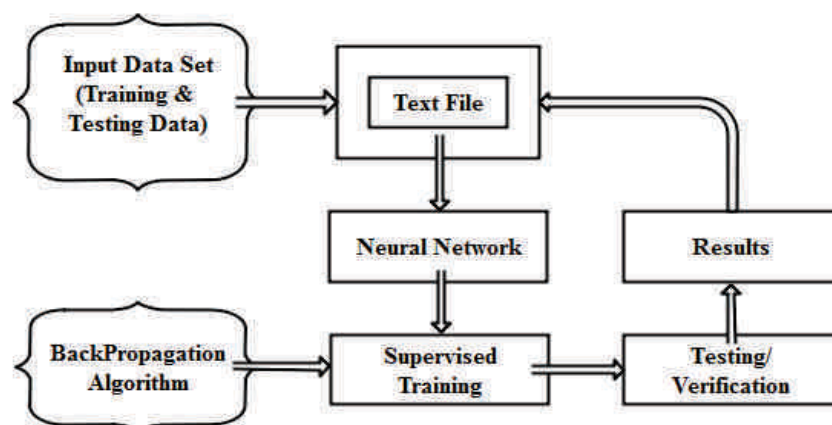 Input Data Set
(Training &
Testing Data)
Text File
Neural Network
Results
BackPropagation
Algorithm
Supervised
Training
Testing/
Verification